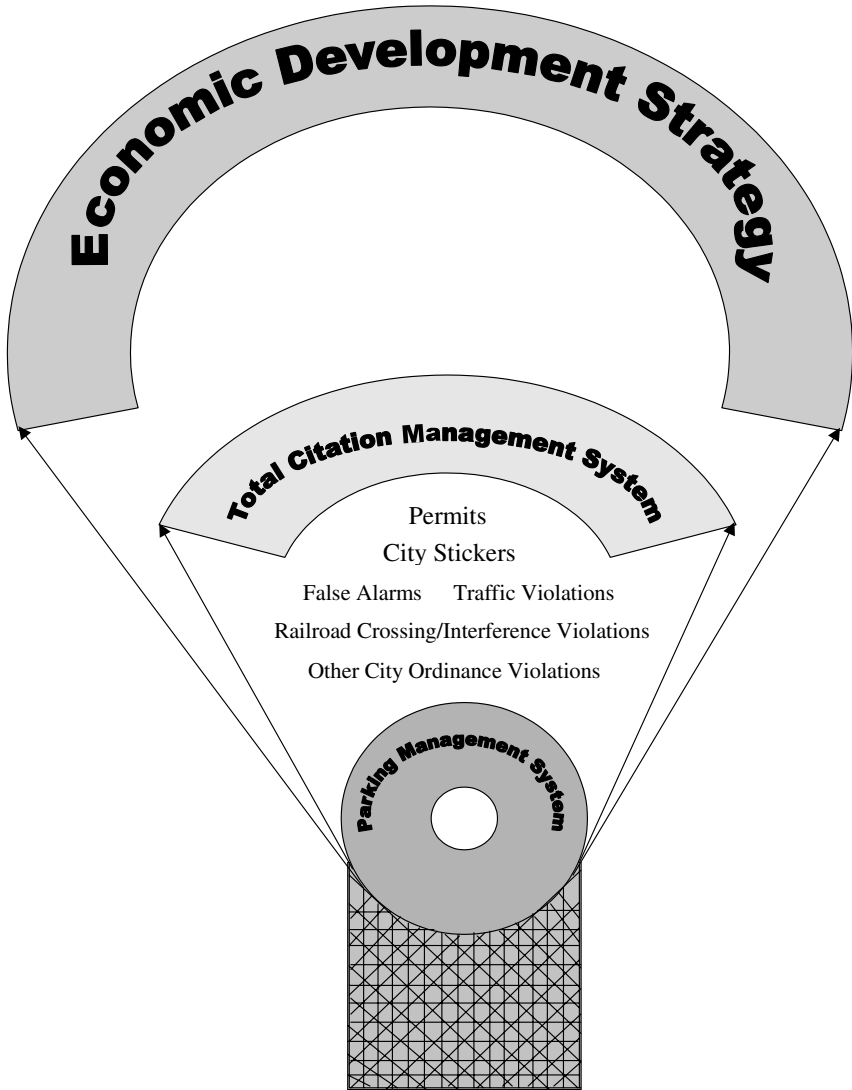 Economic Development Strategy
Total Citation Management System
Permits
City Stickers
False Alarms Traffic Violations
Railroad Crossing/Interference Violations
Other City Ordinance Violations
Parking Management System